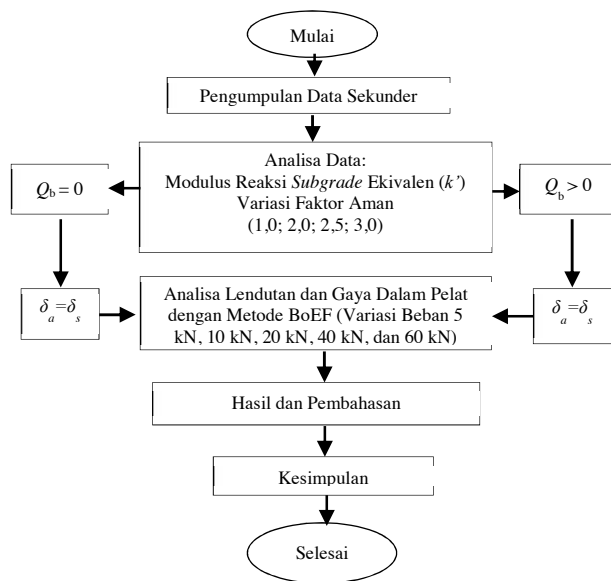 Mulai
Pengumpulan Data Sekunder
Analisa Data:
Modulus Reaksi Subgrade Ekivalen (k’)
Variasi Faktor Aman
(1,0; 2,0; 2,5; 3,0)
Qb = 0
Qb > 0
δa=δs
Analisa Lendutan dan Gaya Dalam Pelat
dengan Metode BoEF (Variasi Beban 5
kN, 10 kN, 20 kN, 40 kN, dan 60 kN)
δa=δs
Hasil dan Pembahasan
Kesimpulan
Selesai